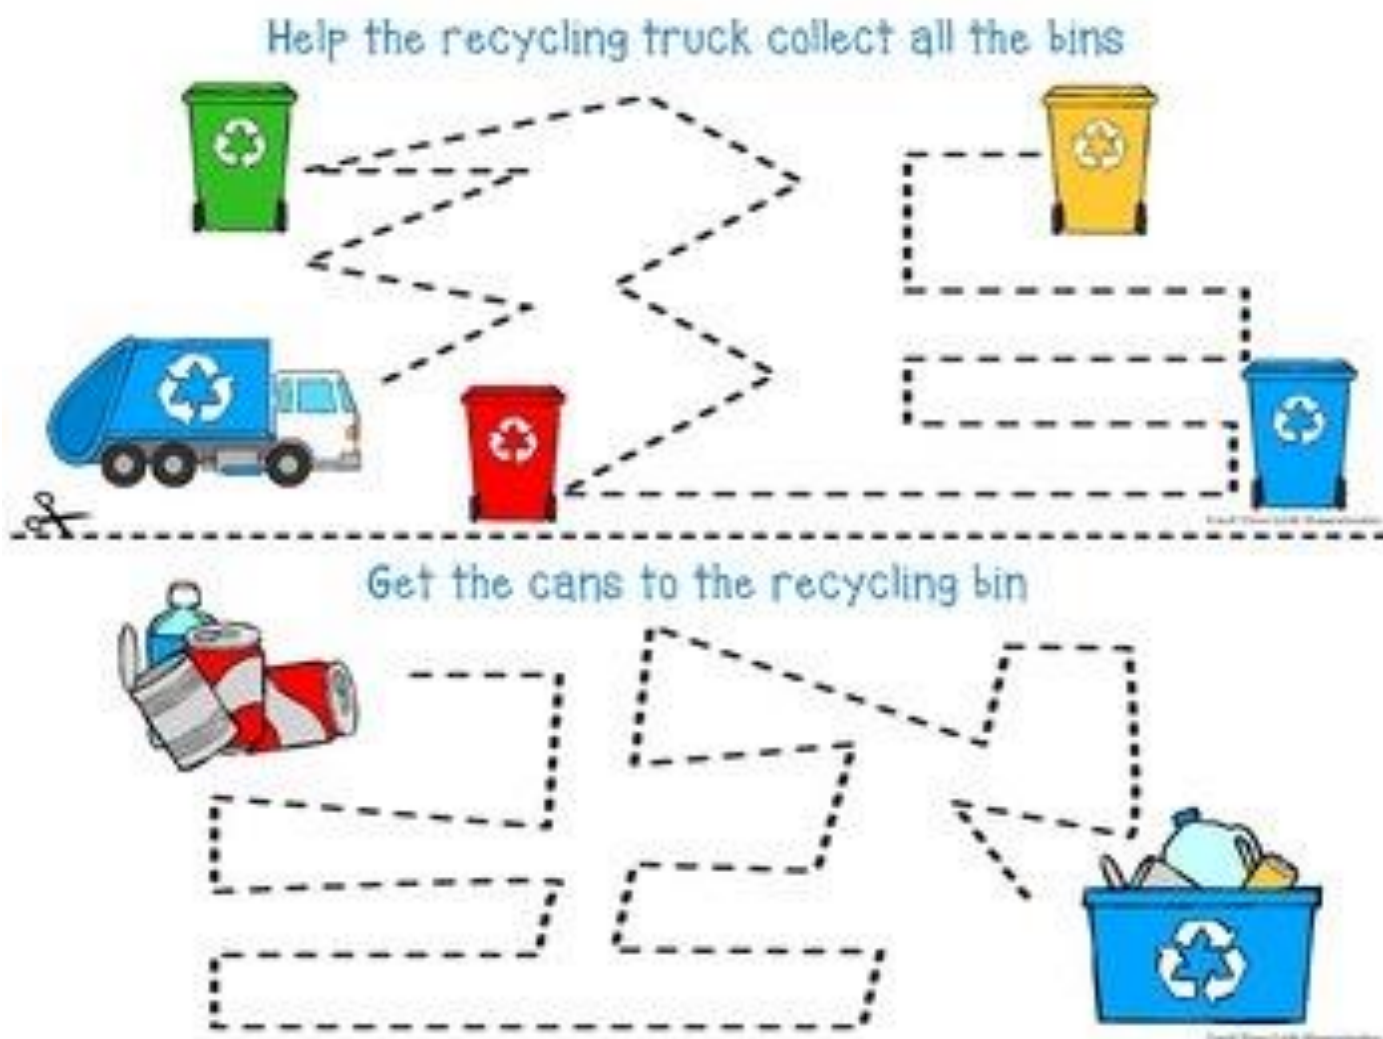 Help the recycling truck collect all the bins
Get the cans to the recycling bin